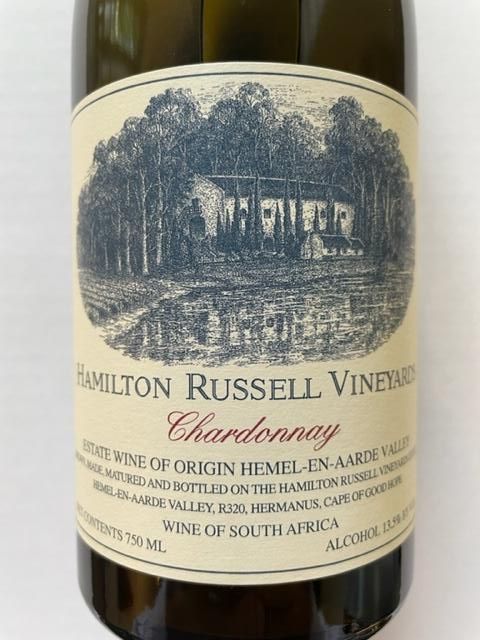 HAMILTON RUSSELL VINEYARDS
Chardonnay
ESTATE WINE OF ORIGIN HEMEL-EN-AARDE VALLEY
MADE, MATURED AND BOTTLED ON THE HAMILTON RUSSELL VINEYARDS
HEMEL-EN-AARDE VALLEY, R320, HERMANUS, CAPE OF GOOD HOPE
WINE OF SOUTH AFRICA
CONTENTS 750 ML
ALCOHOL 13.5%